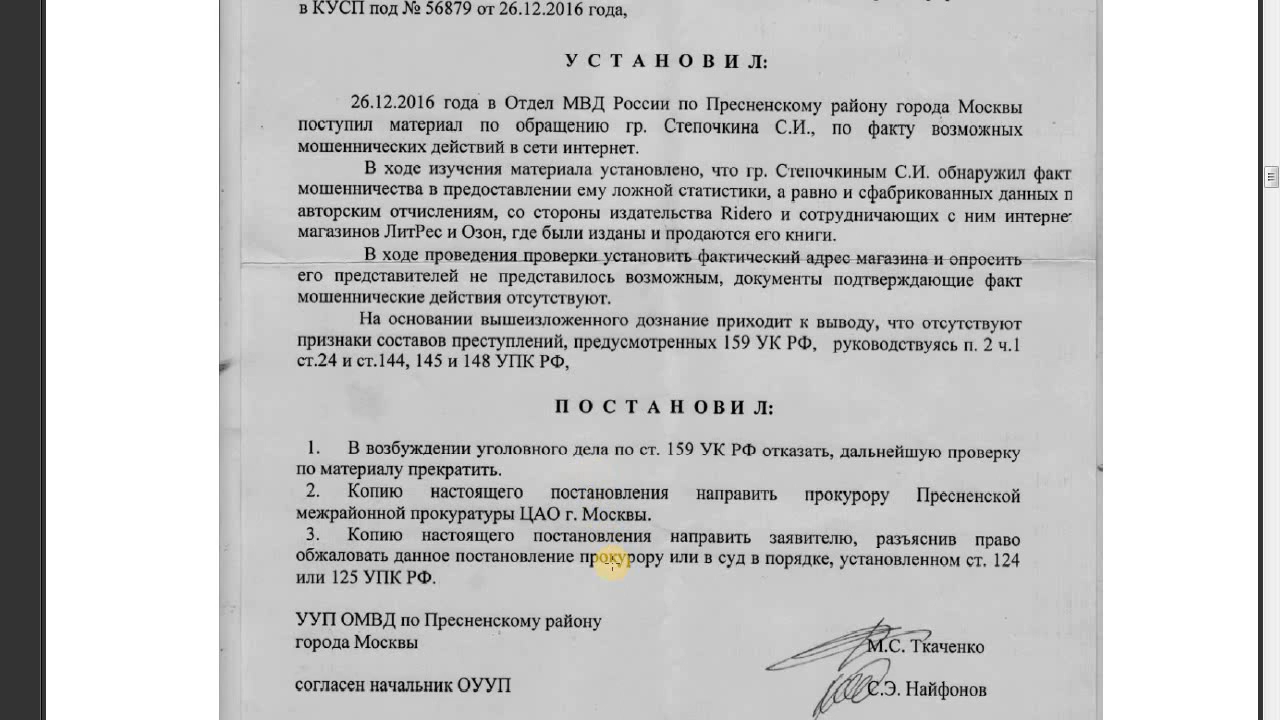 в КУСП под № 56879 от 26.12.2016 года,
У С Т А Н О В И Л:
26.12.2016 года в Отдел МВД России по Пресненскому району города Москвы
поступил материал по обращению гр. Степочкина С.И., по факту возможных
мошеннических действий в сети интернет.
В ходе изучения материала установлено, что гр. Степочкиным С.И. обнаружил факт
мошенничества в предоставлении ему ложной статистики, а равно и сфабрикованных данных п
авторским отчислениям, со стороны издательства Ridero и сотрудничающих с ним интерне
магазинов ЛитРес и Озон, где были изданы и продаются его книги.
В ходе проведения проверки установить фактический адрес магазина и опросить
его представителей не представилось возможным, документы подтверждающие факт
мошеннические действия отсутствуют.
На основании вышеизложенного дознание приходит к выводу, что отсутствуют
признаки составов преступлений, предусмотренных 159 УК РФ, руководствуясь п. 2 ч.1
ст.24 и ст.144, 145 и 148 УПК РФ,
П О С Т А Н О В И Л:
1. В возбуждении уголовного дела по ст. 159 УК РФ отказать, дальнейшую проверку
по материалу прекратить.
2. Копию настоящего постановления направить прокурору Пресненской
межрайонной прокуратуры ЦАО г. Москвы.
3. Копию настоящего постановления направить заявителю, разъяснив право
обжаловать данное постановление прокурору или в суд в порядке, установленном ст. 124
или 125 УПК РФ.
УУП ОМВД по Пресненскому району
города Москвы
М.С. Ткаченко
согласен начальник ОУУП
С.Э. Найфонов